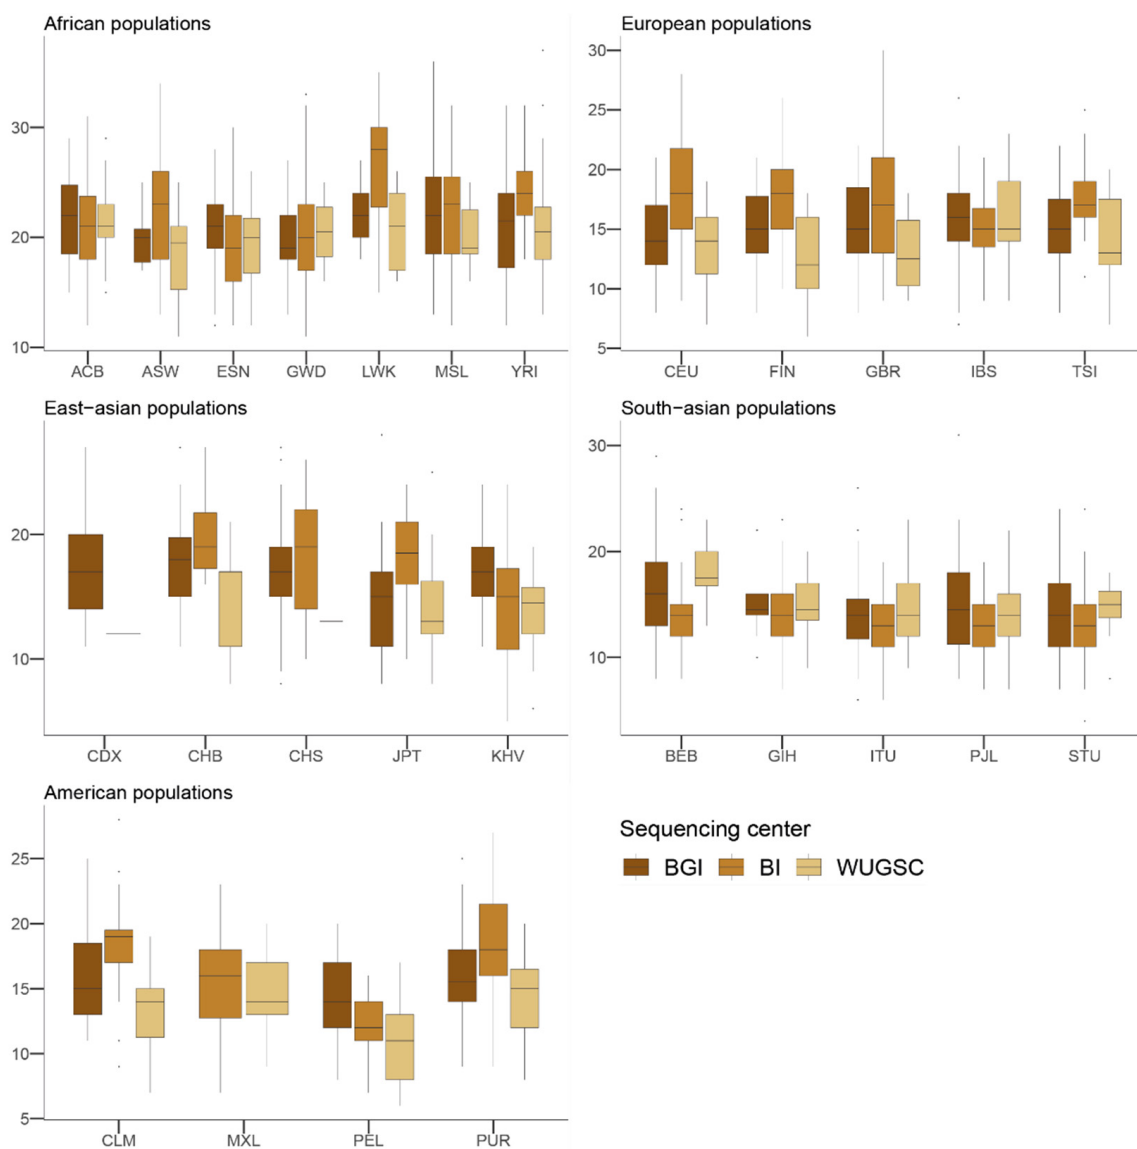 African populations
30
20
10
ACB ASW ESN GWD LWK MSL YRI
European populations
30
25
20
15
10
5
CEU FIN GBR IBS TSI
East-asian populations
20
10
CDX CHB CHS JPT KHV
South-asian populations
30
20
10
BEB GIH ITU PJL STU
American populations
25
20
15
10
5
CLM MXL PEL PUR
Sequencing center
BGI BI WUGSC